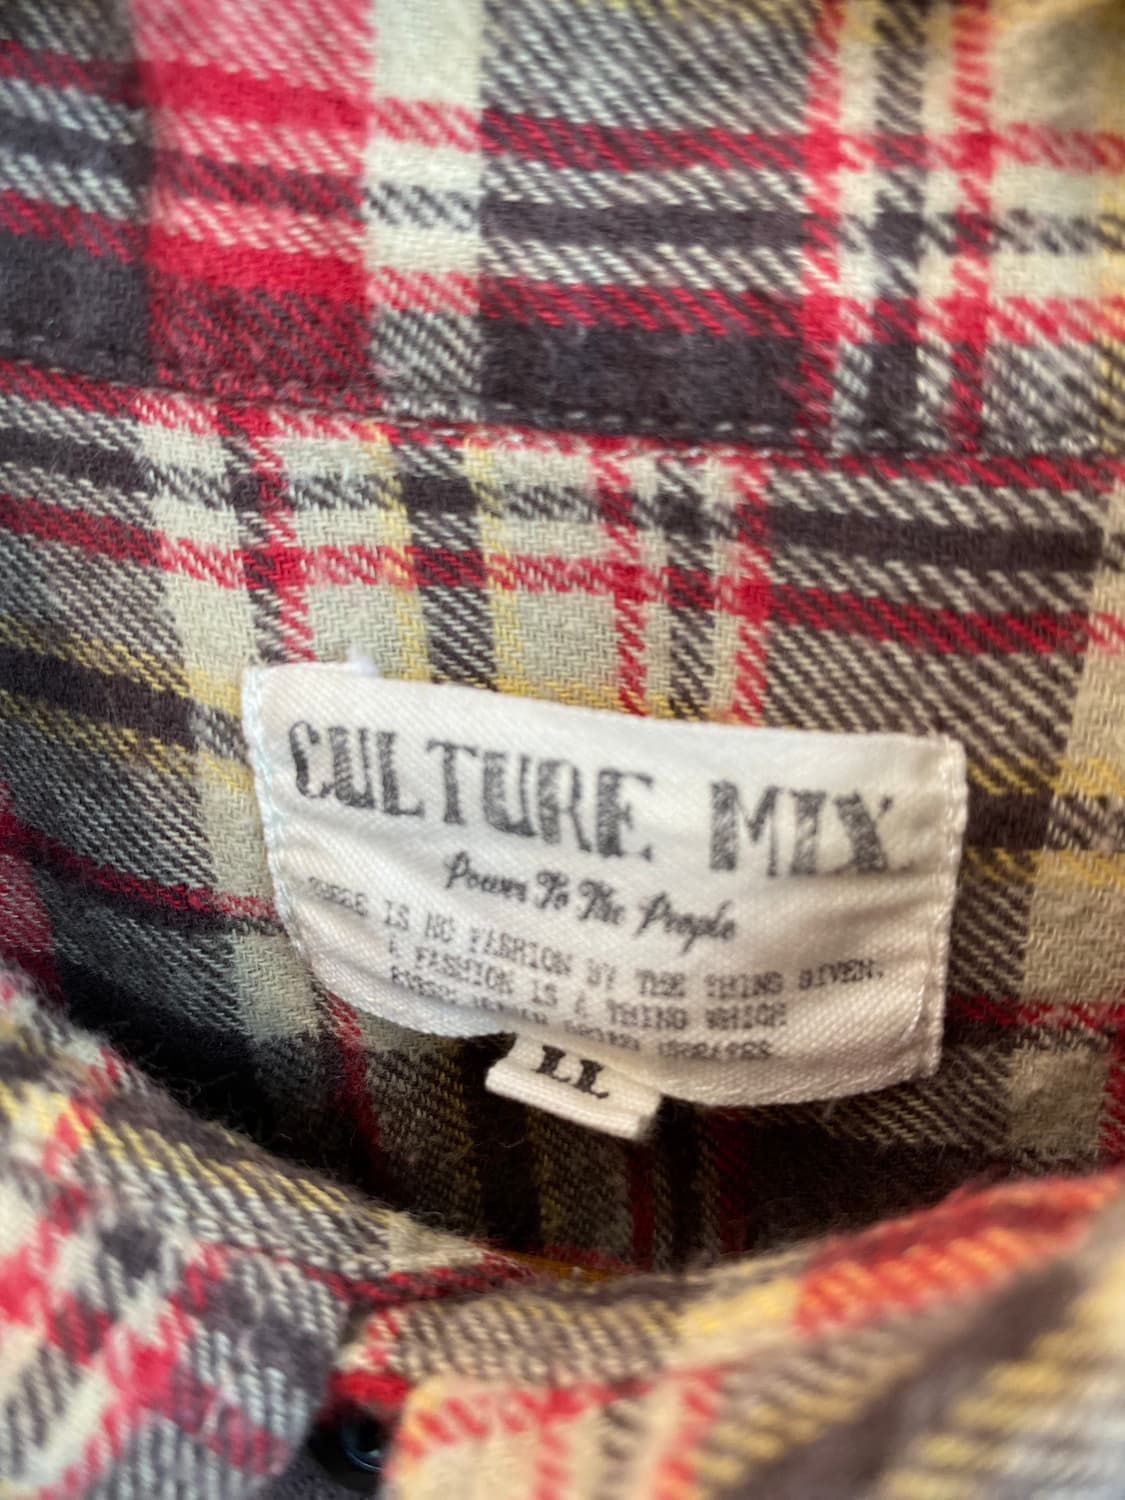 CULTURE MIX
Power To The People
THERE IS NO FASHION BY THE THING GIVEN.
A FASHION IS A THING WHICH
LL